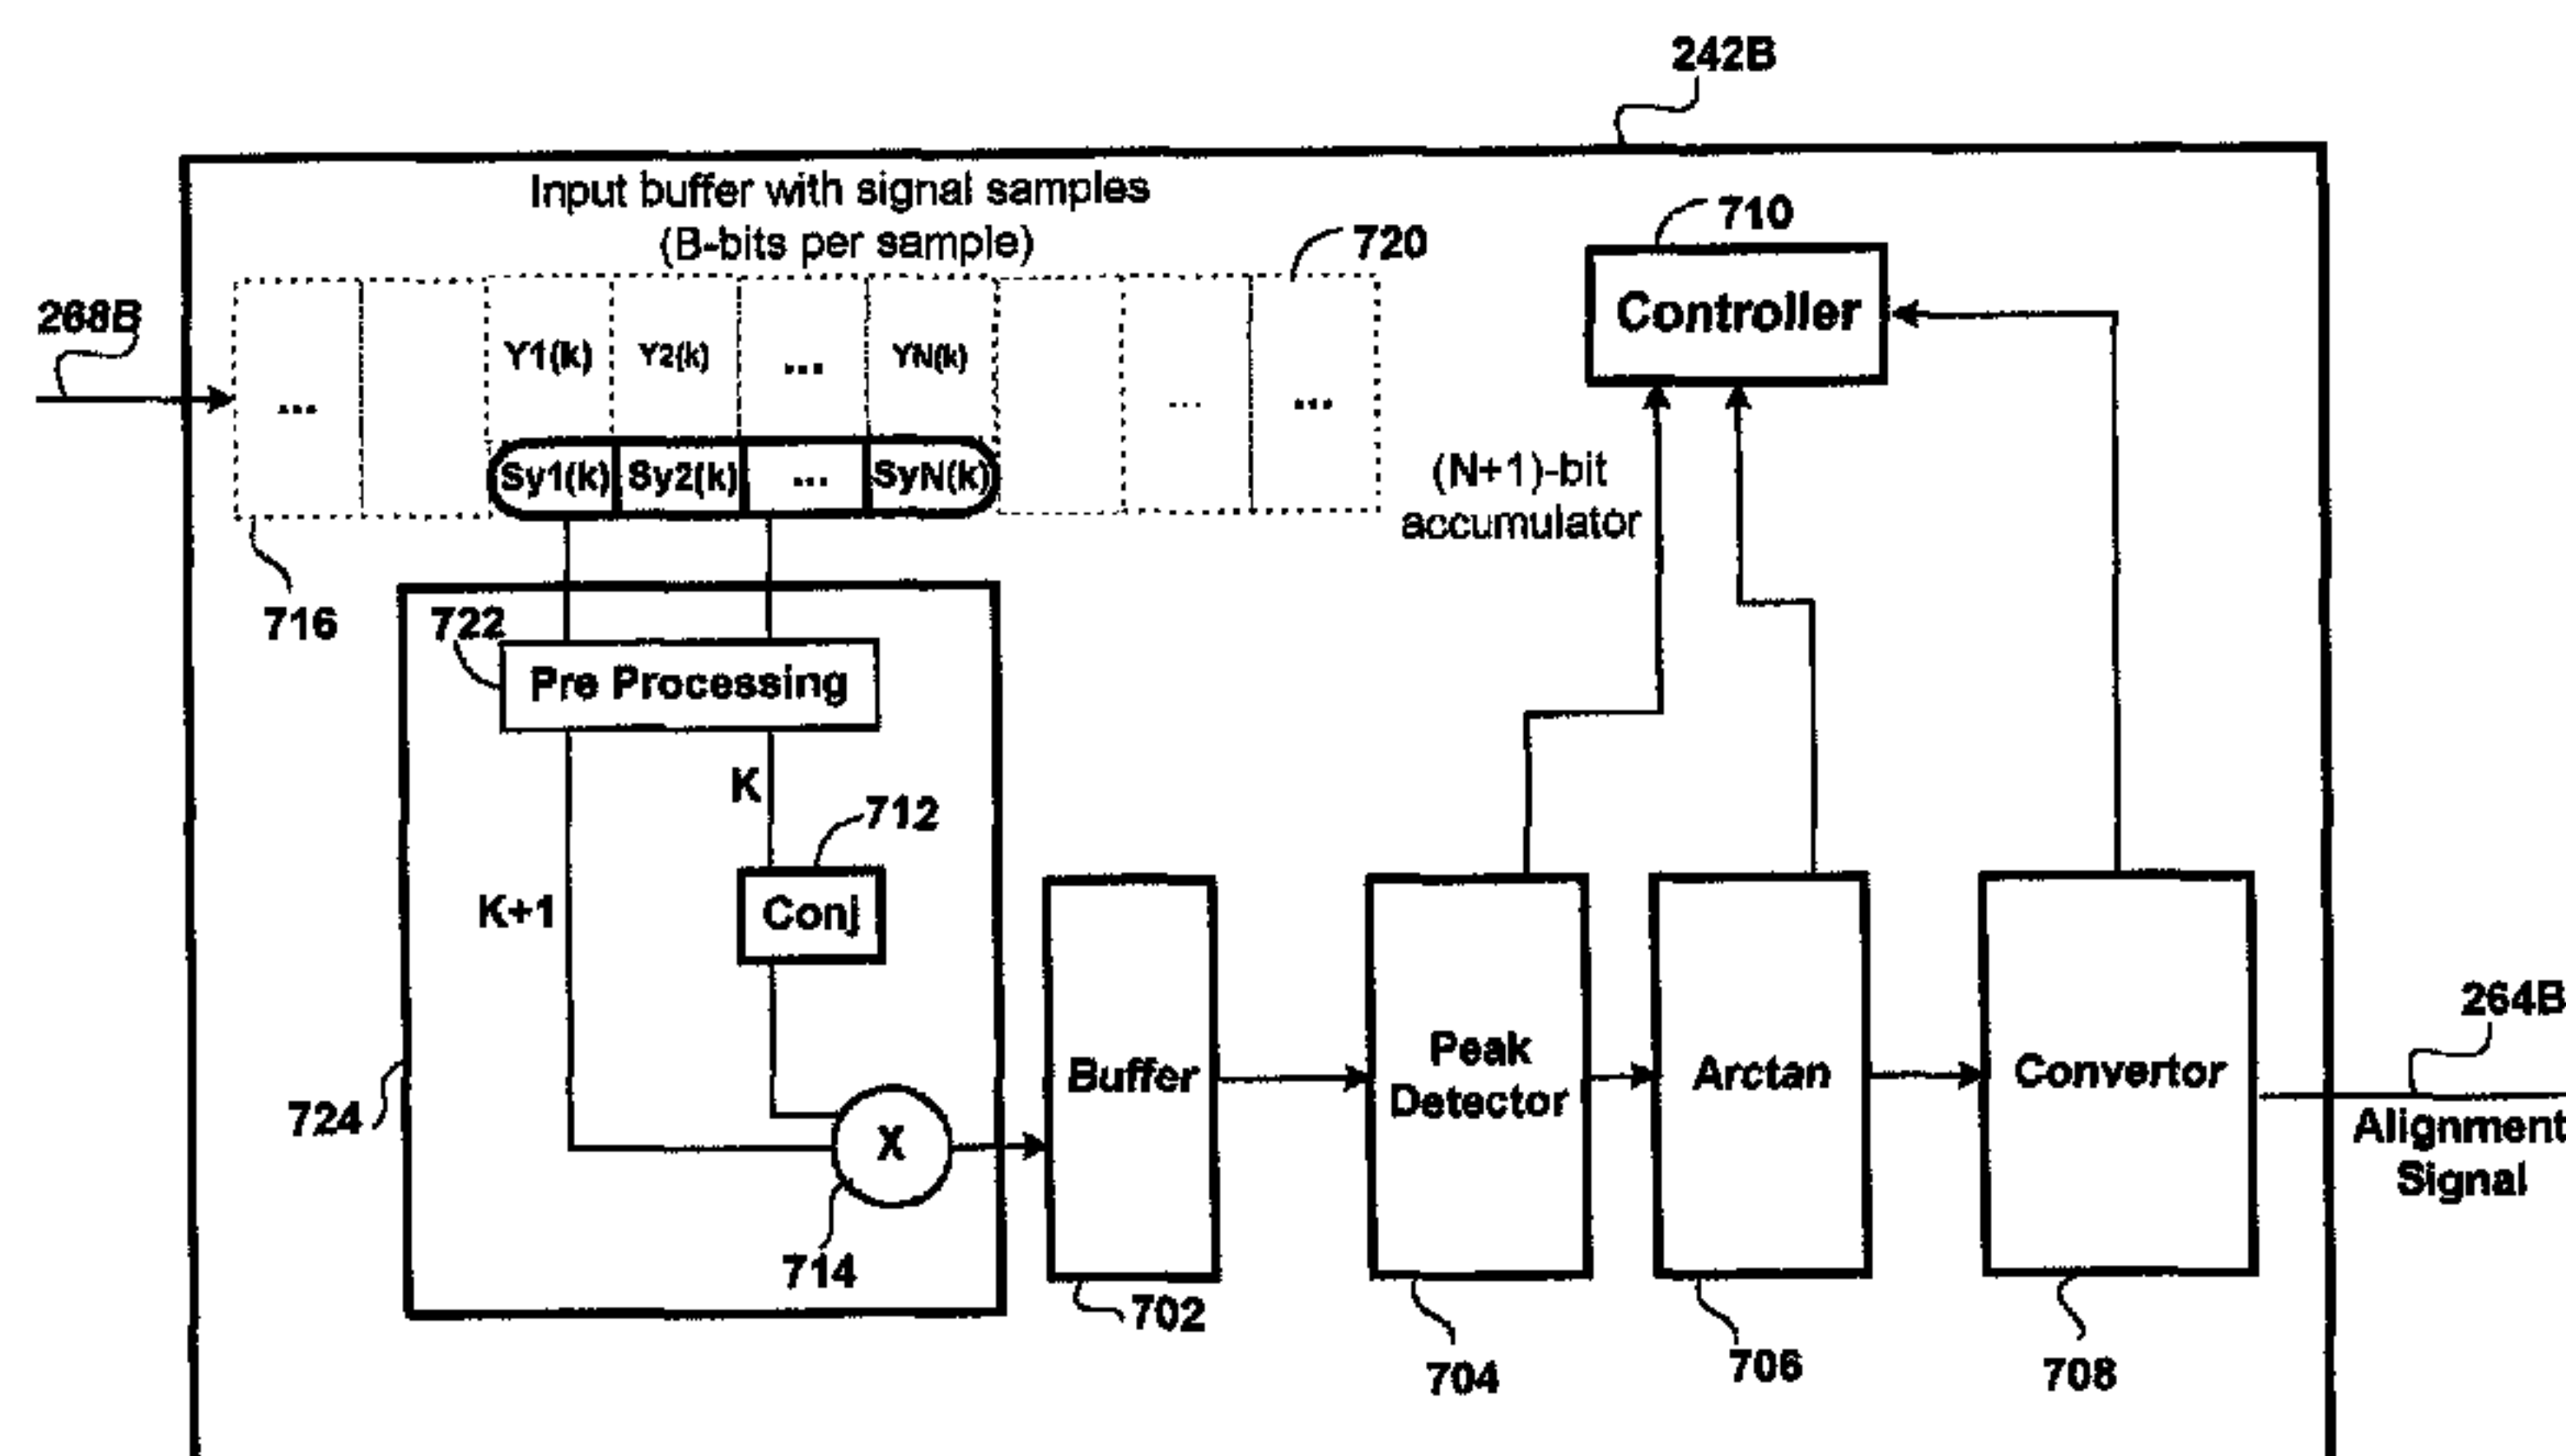 242B
Input buffer with signal samples
(B-bits per sample)
710
720
268B
Controller
Y1(k) Y2(k) ... YN(k)
... ... ...
Sy1(k) Sy2(k) ... SyN(k)
(N+1)-bit
accumulator
716
722
Pre Processing
K
712
K+1
Conj
264B
Buffer
Peak
Detector
Arctan
Convertor
724
X
Alignment
Signal
714
702
704
706
708